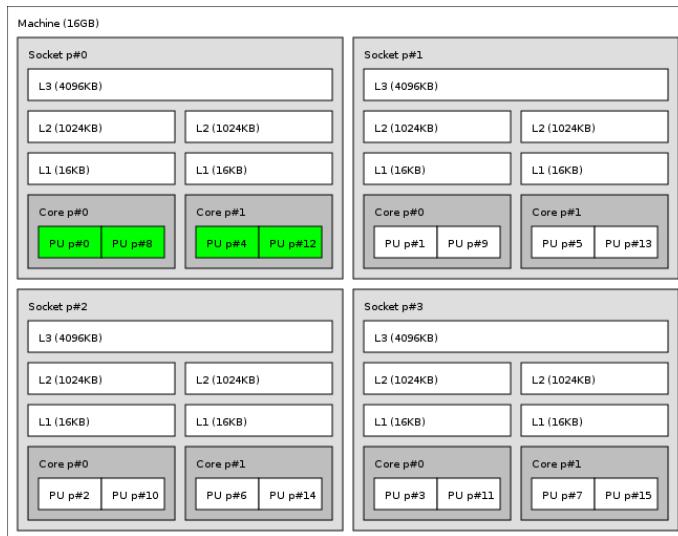 Machine (16GB)
Socket p#0
L3 (4096KB)
L2 (1024KB)
L2 (1024KB)
L1 (16KB)
L1 (16KB)
Core p#0
PU p#0
PU p#8
Core p#1
PU p#4
PU p#12
Socket p#1
L3 (4096KB)
L2 (1024KB)
L2 (1024KB)
L1 (16KB)
L1 (16KB)
Core p#0
PU p#1
PU p#9
Core p#1
PU p#5
PU p#13
Socket p#2
L3 (4096KB)
L2 (1024KB)
L2 (1024KB)
L1 (16KB)
L1 (16KB)
Core p#0
PU p#2
PU p#10
Core p#1
PU p#6
PU p#14
Socket p#3
L3 (4096KB)
L2 (1024KB)
L2 (1024KB)
L1 (16KB)
L1 (16KB)
Core p#0
PU p#3
PU p#11
Core p#1
PU p#7
PU p#15